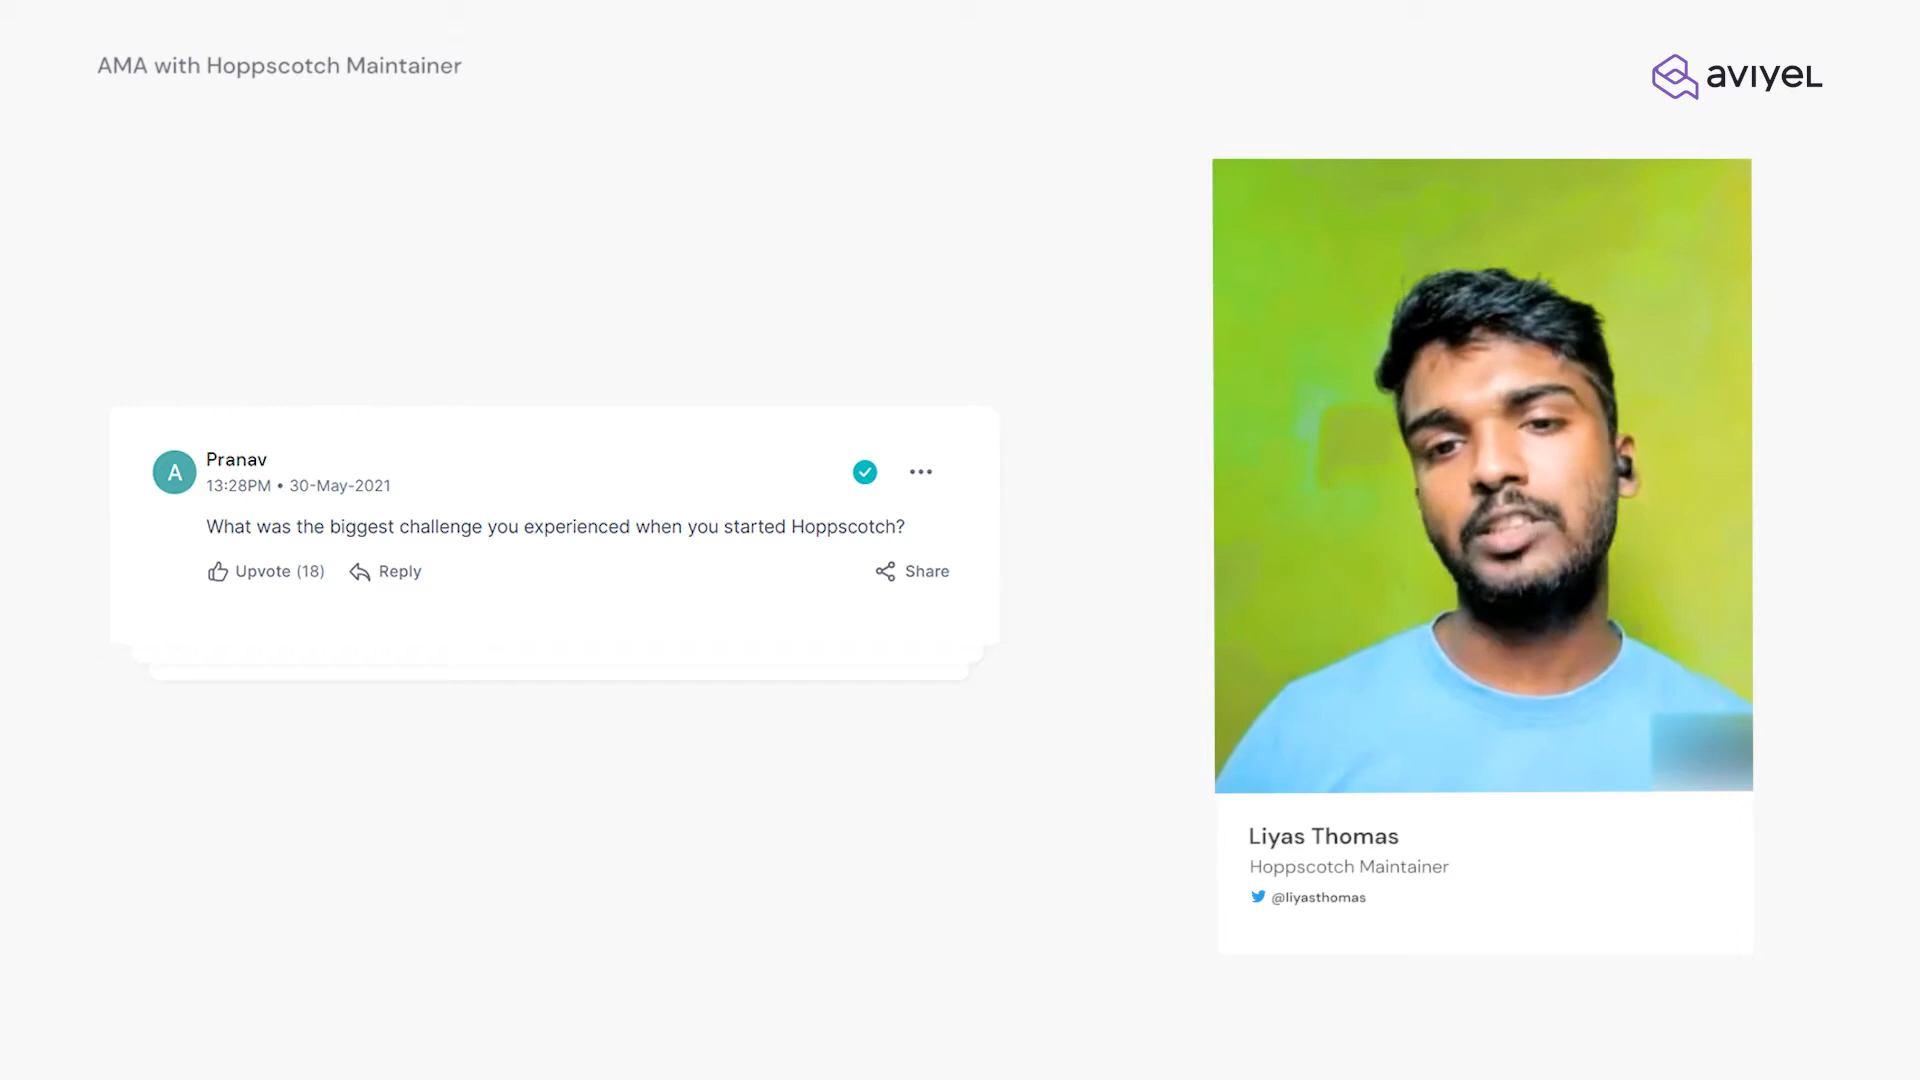 AMA with Hoppscotch Maintainer
aviyel
A
Pranav
13:28PM • 30-May-2021
What was the biggest challenge you experienced when you started Hoppscotch?
Upvote (18)
Reply
Share
Liyas Thomas
Hoppscotch Maintainer
@liyasthomas